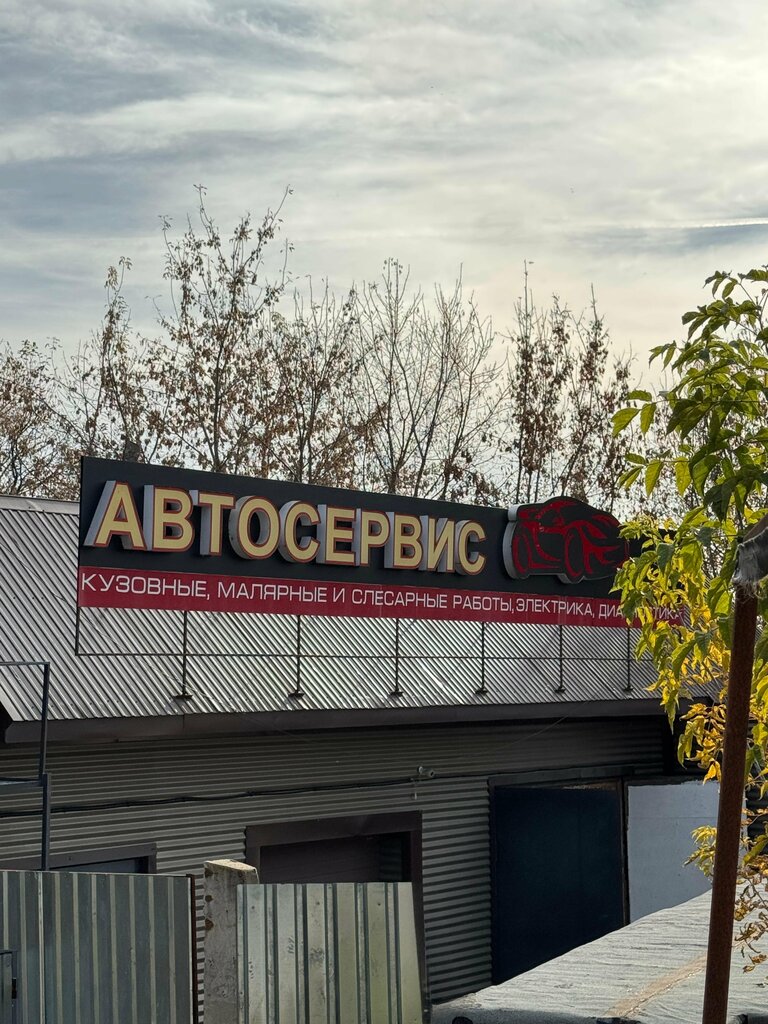 АВТОСЕРВИС
КУЗОВНЫЕ, МАЛЯРНЫЕ И СЛЕСАРНЫЕ РАБОТЫ, ЭЛЕКТРИКА,